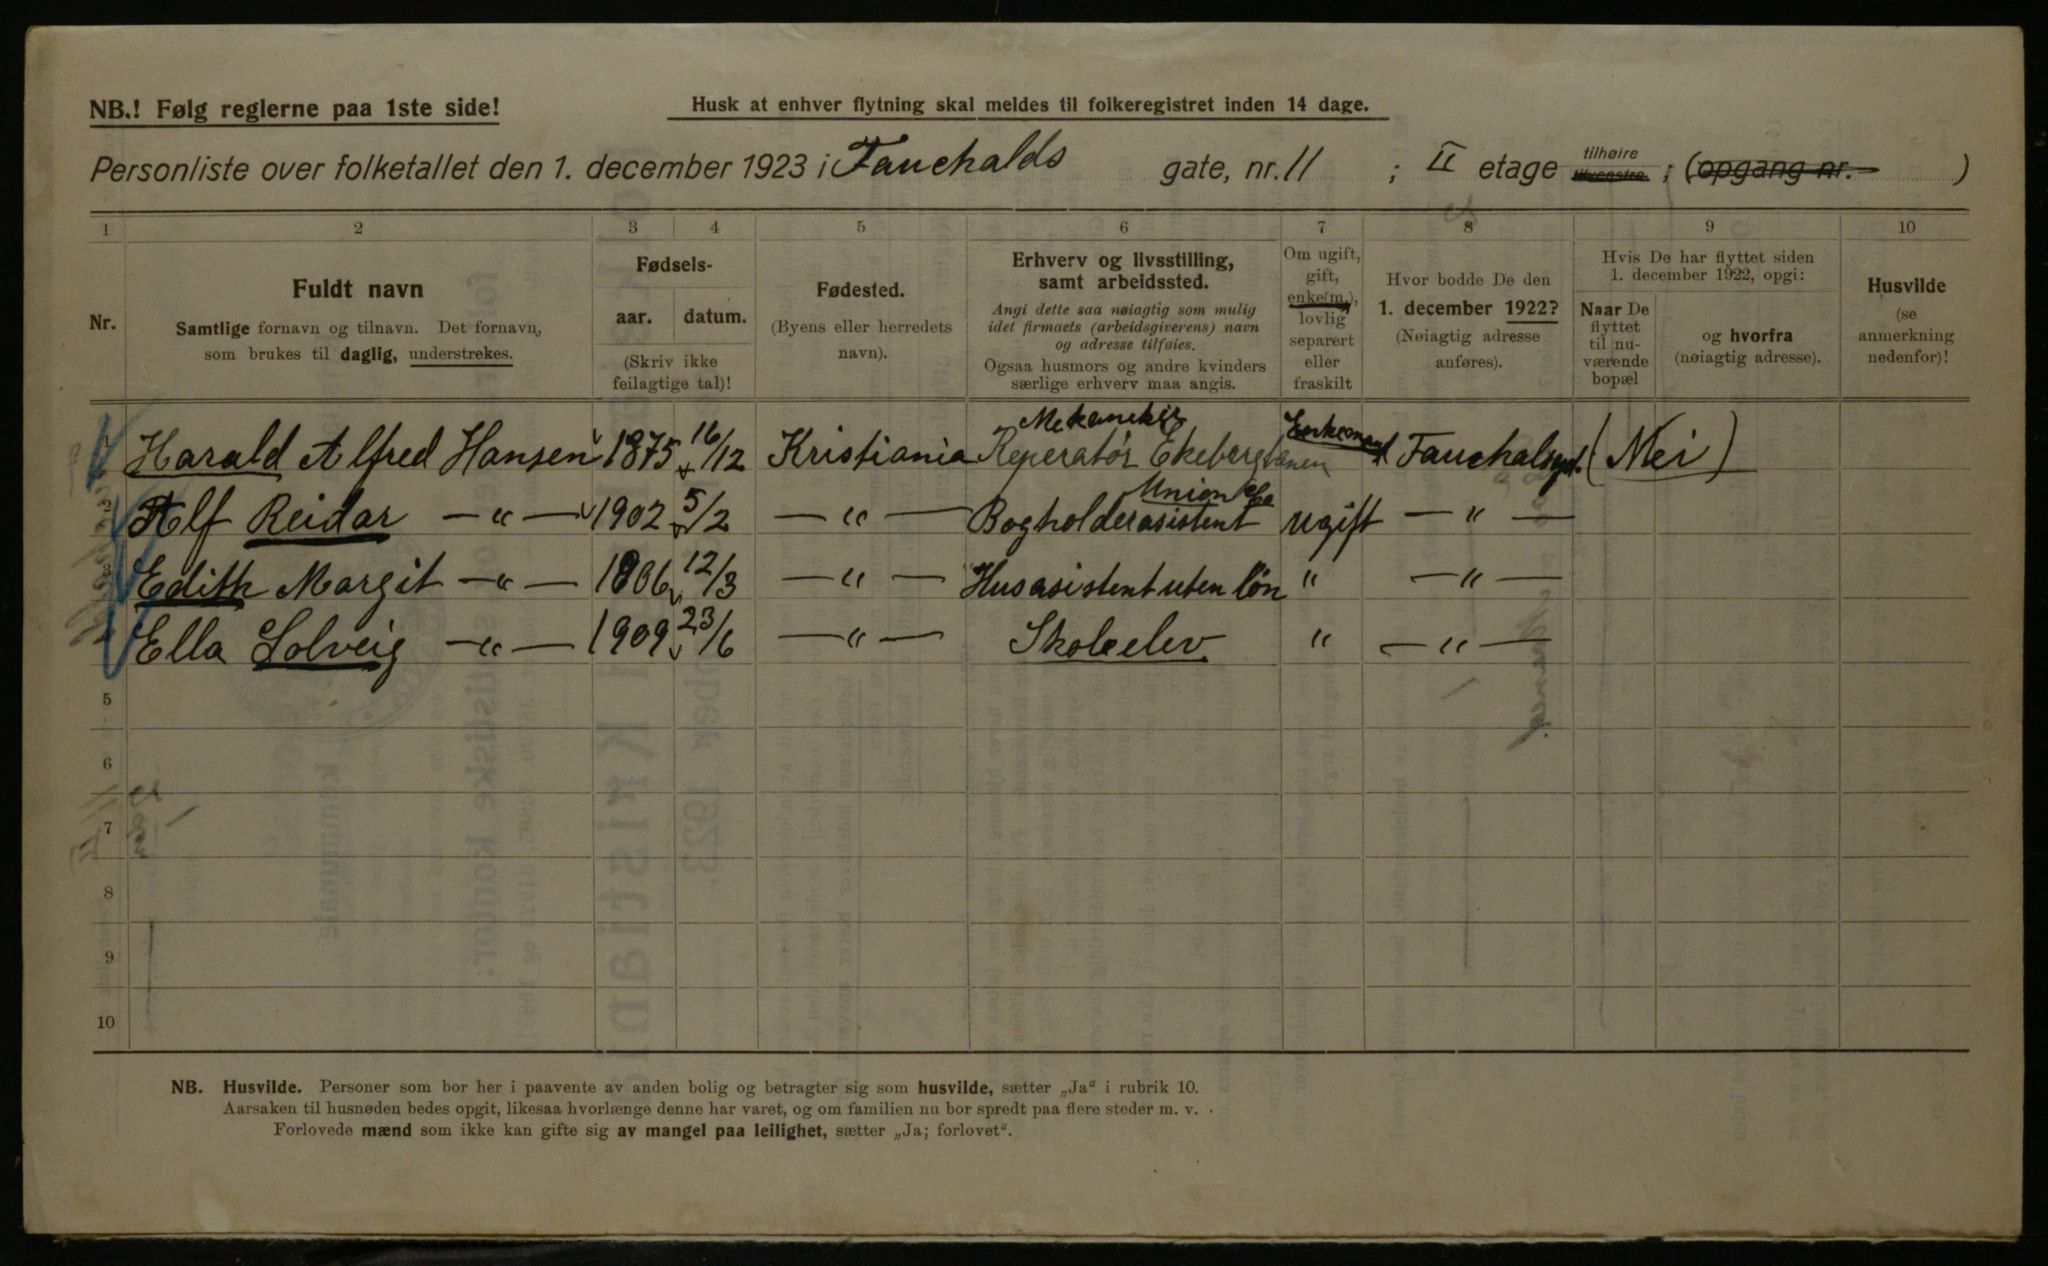 NB.! Følg reglerne paa 1ste side!
Husk at enhver flytning skal meldes til folkeregistret inden 14 dage.
Personliste over folketallet den 1. december 1923 i Fauchalds gate, nr. 11 ; II etage tilhøire tilvenstre ; (opgang nr. )
1 2 3 4 5 6 7 8 9 10
Nr.
Fuldt navn
Samtlige fornavn og tilnavn. Det fornavn,
som brukes til daglig, understrekes.
Fødsels-
aar. datum.
(Skriv ikke
feilagtige tal)!
Fødested.
(Byens eller herredets
navn).
Erhverv og livsstilling,
samt arbeidssted.
Angi dette saa nøiagtig som mulig
idet firmaets (arbeidsgiverens) navn
og adresse tilføies.
Ogsaa husmors og andre kvinders
særlige erhverv maa angis.
Om ugift,
gift,
enke(m.),
lovlig
separert
eller
fraskilt
Hvor bodde De den
1. december 1922?
(Nøiagtig adresse
anføres).
Hvis De har flyttet siden
1. december 1922, opgi:
Naar De
flyttet
til nu-
værende
bopæl
og hvorfra
(nøiagtig adresse).
Husvilde
(se
anmerkning
nedenfor)!
Mekaniker
Harald Alfred Hansen 1875 16/12 Kristiania Reperatør Ekebergbanen Enkemand Fauchalsgt. (Nei)
Union Co
2 Alf Reidar —"— 1902 5/2 —"— Bogholderasistent ugift —"—
3 Edith Margit —"— 1906 12/3 —"— Husasistent uten løn " —"—
Ella Solveig —"— 1909 23/6 —"— Skoleelev " —"—
5
6
7
8
9
10
NB. Husvilde. Personer som bor her i paavente av anden bolig og betragter sig som husvilde, sætter „Ja" i rubrik 10.
Aarsaken til husnøden bedes opgit, likesaa hvorlænge denne har varet, og om familien nu bor spredt paa flere steder m. v.
Forlovede mænd som ikke kan gifte sig av mangel paa leilighet, sætter „Ja; forlovet".